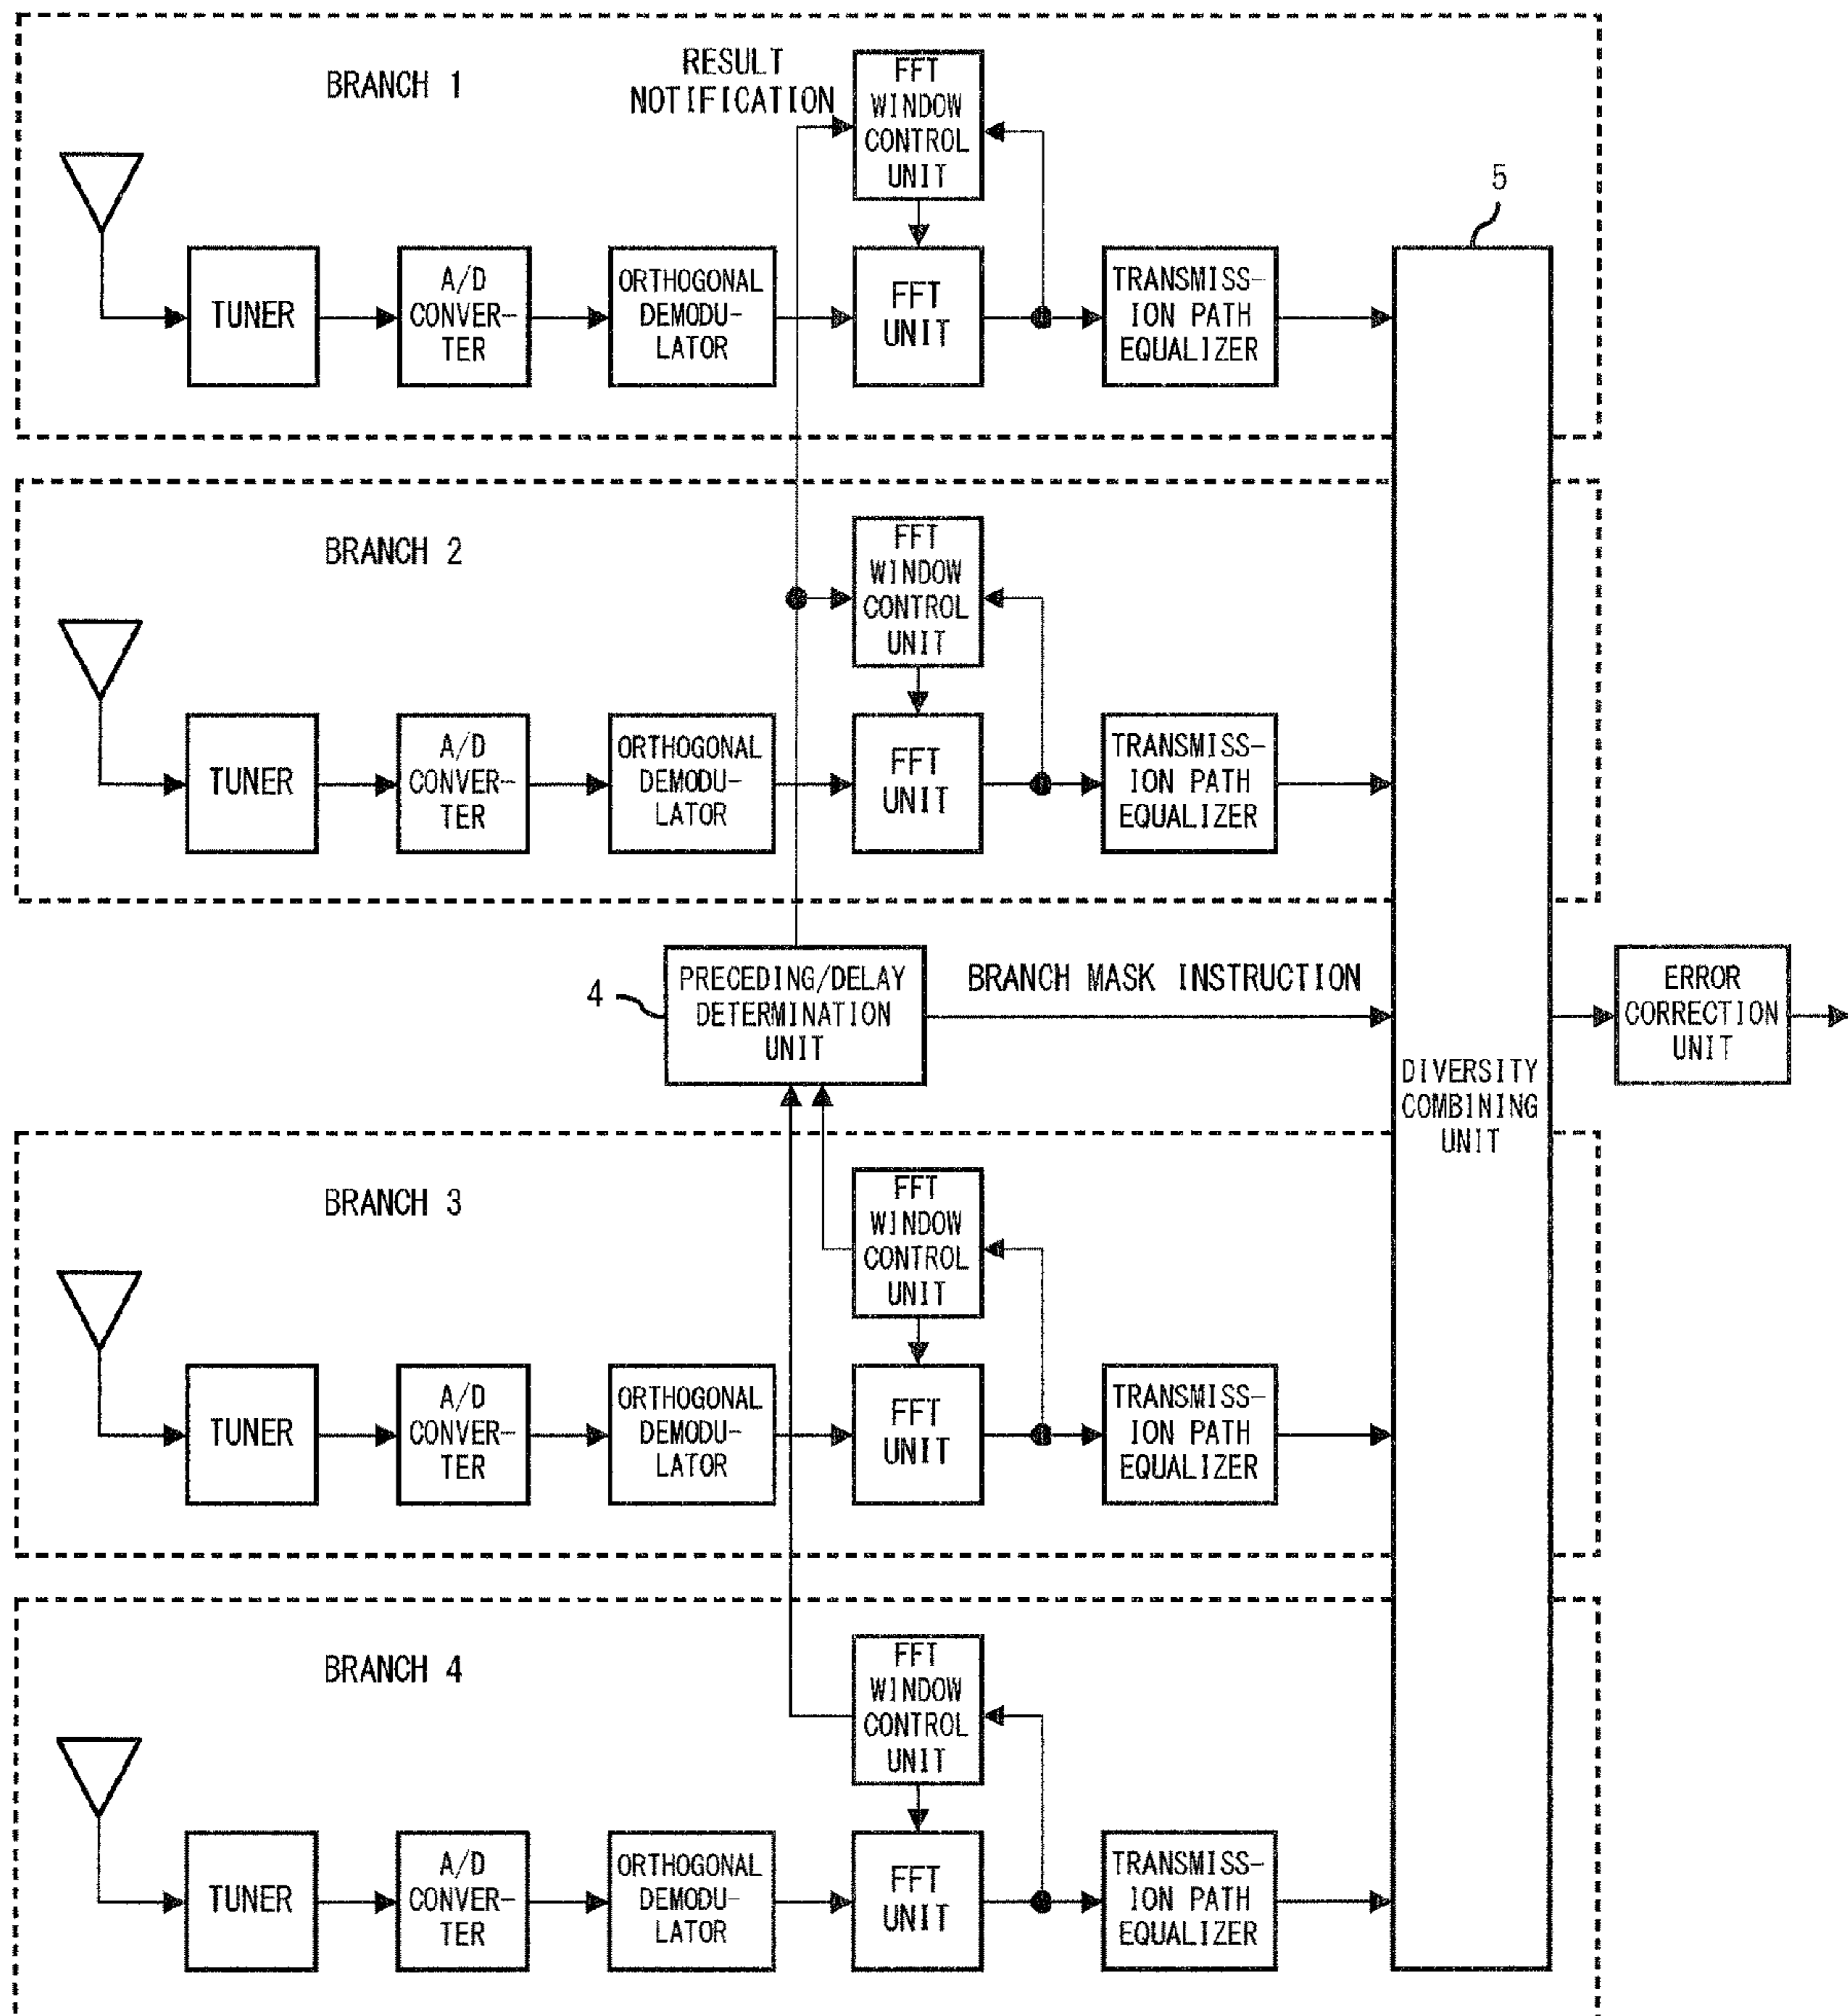 BRANCH 1
RESULT
NOTIFICATION
FFT
WINDOW
CONTROL
UNIT
5
TUNER
A/D
CONVER-
TER
ORTHOGONAL
DEMODU-
LATOR
FFT
UNIT
TRANSMISS-
ION PATH
EQUALIZER
BRANCH 2
FFT
WINDOW
CONTROL
UNIT
TUNER
A/D
CONVER-
TER
ORTHOGONAL
DEMODU-
LATOR
FFT
UNIT
TRANSMISS-
ION PATH
EQUALIZER
4
PRECEDING/DELAY
DETERMINATION
UNIT
BRANCH MASK INSTRUCTION
DIVERSITY
COMBINING
UNIT
ERROR
CORRECTION
UNIT
BRANCH 3
FFT
WINDOW
CONTROL
UNIT
TUNER
A/D
CONVER-
TER
ORTHOGONAL
DEMODU-
LATOR
FFT
UNIT
TRANSMISS-
ION PATH
EQUALIZER
BRANCH 4
FFT
WINDOW
CONTROL
UNIT
TUNER
A/D
CONVER-
TER
ORTHOGONAL
DEMODU-
LATOR
FFT
UNIT
TRANSMISS-
ION PATH
EQUALIZER